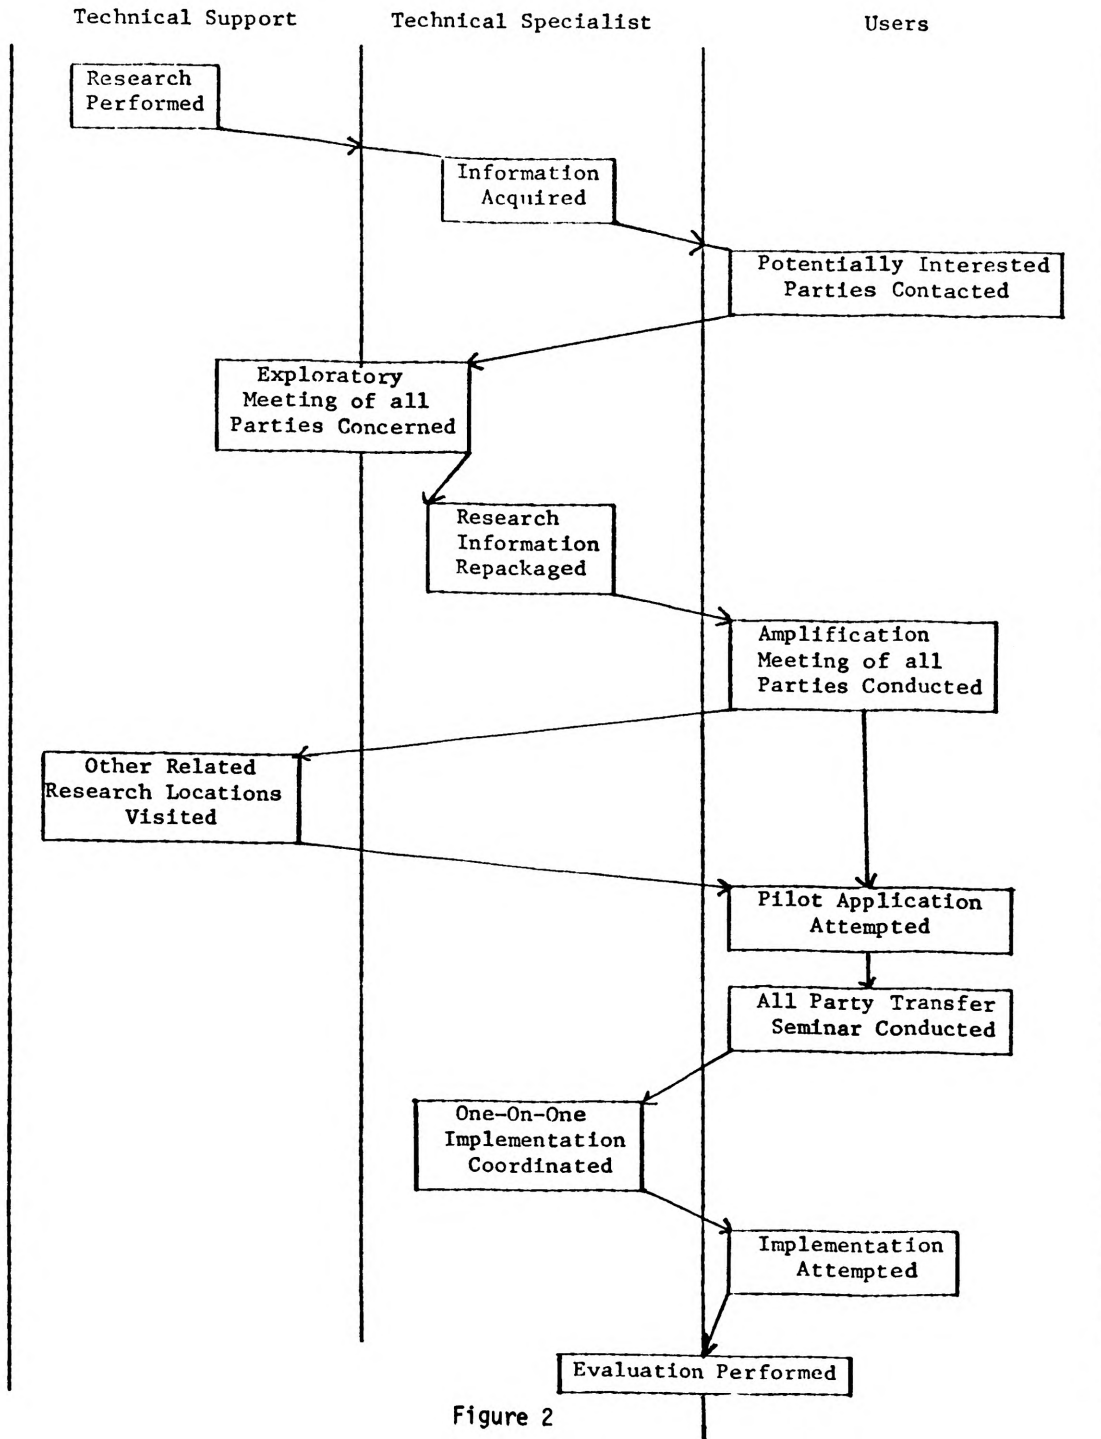 Technical Support
Technical Specialist
Users
Research
Performed
Information
Acquired
Potentially Interested
Parties Contacted
Exploratory
Meeting of all
Parties Concerned
Research
Information
Repackaged
Amplification
Meeting of all
Parties Conducted
Other Related
Research Locations
Visited
Pilot Application
Attempted
All Party Transfer
Seminar Conducted
One-On-One
Implementation
Coordinated
Implementation
Attempted
Evaluation Performed
Figure 2